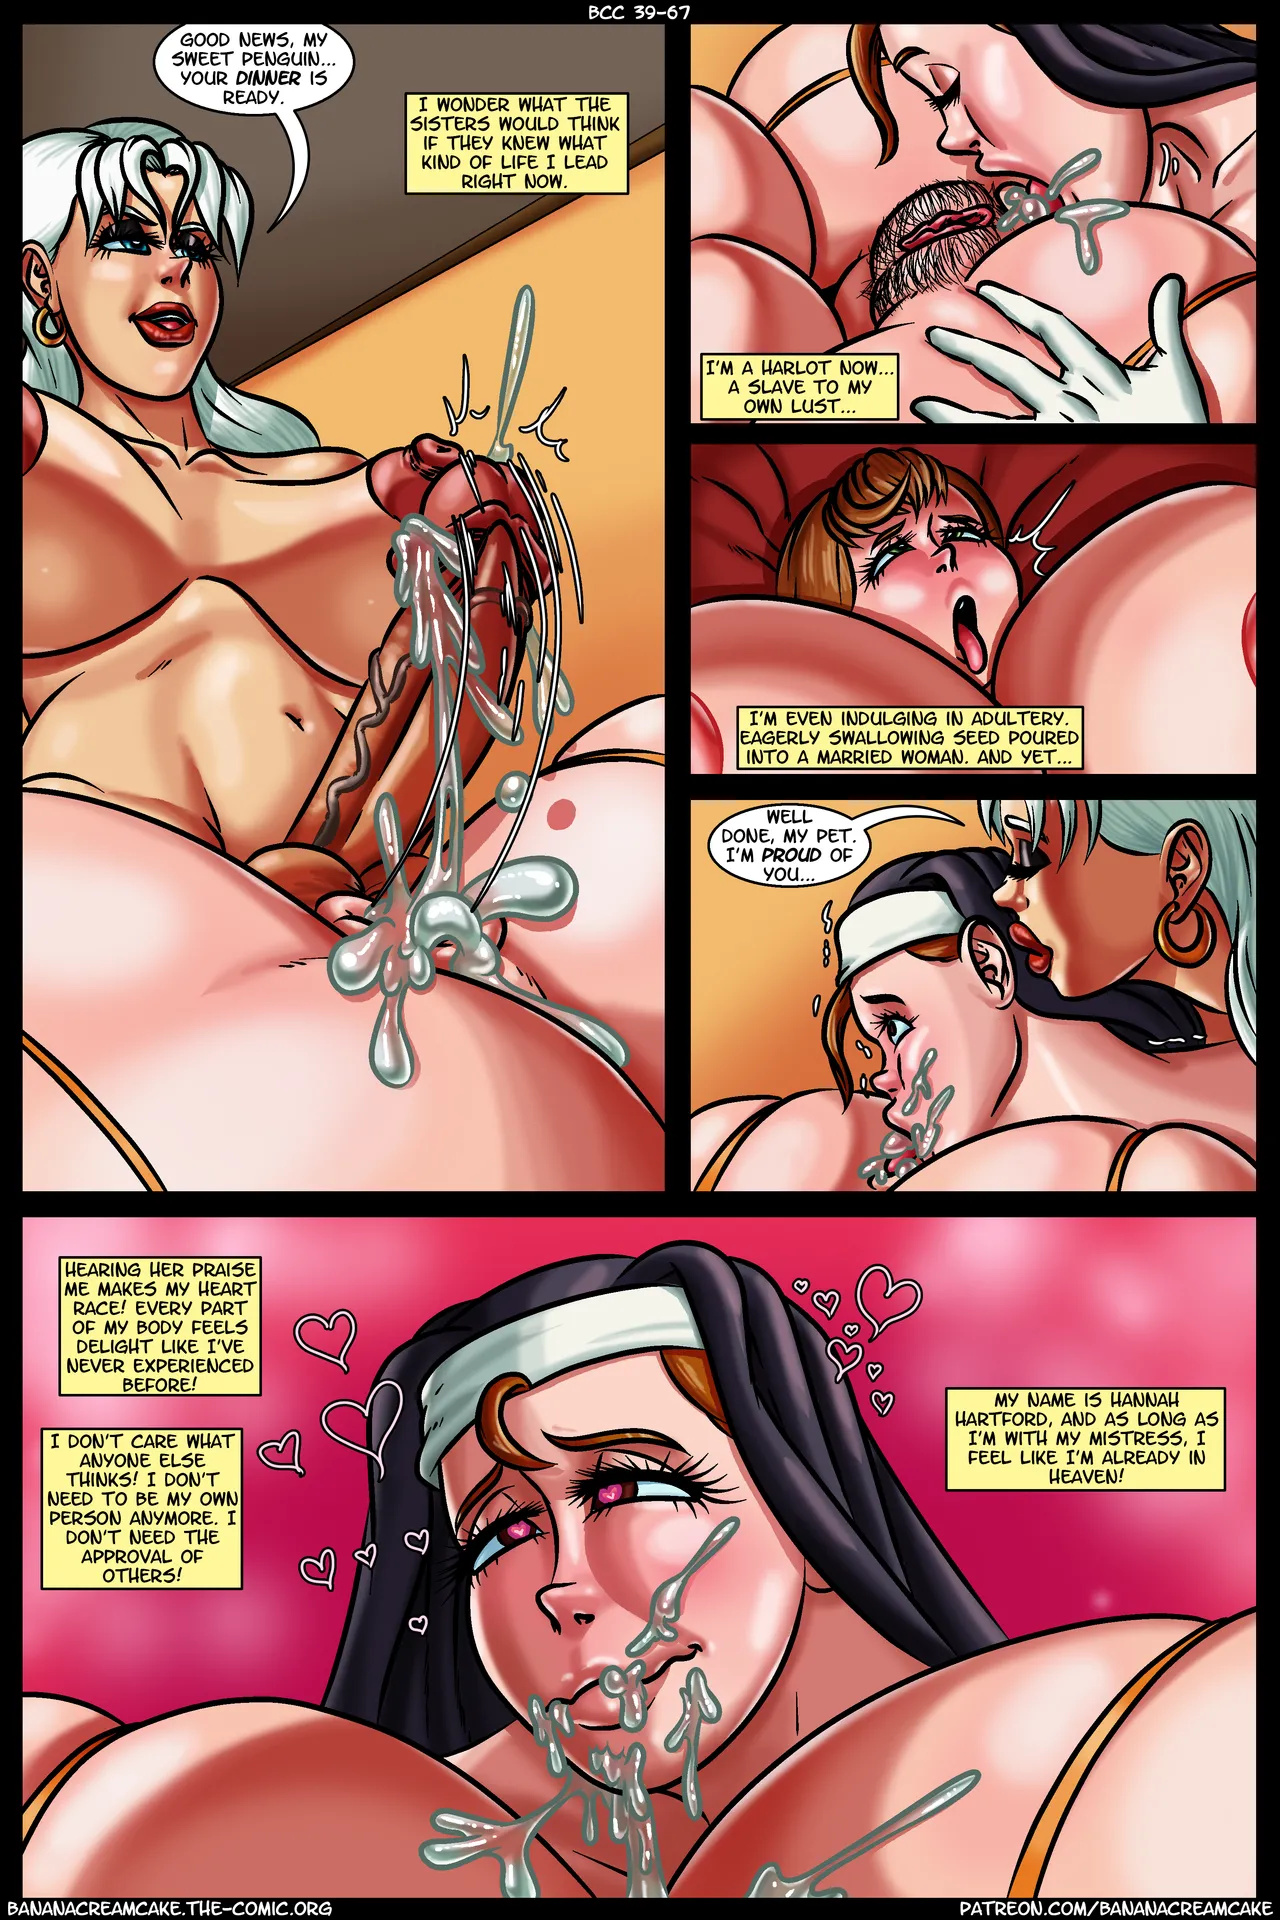 BCC 39-67
GOOD NEWS, MY
SWEET PENGUIN...
YOUR DINNER IS
READY.
I WONDER WHAT THE
SISTERS WOULD THINK
IF THEY KNEW WHAT
KIND OF LIFE I LEAD
RIGHT NOW.
I'M A HARLOT NOW...
A SLAVE TO MY
OWN LUST...
I'M EVEN INDULGING IN ADULTERY.
EAGERLY SWALLOWING SEED POURED
INTO A MARRIED WOMAN. AND YET...
WELL
DONE, MY PET.
I'M PROUD OF
YOU...
HEARING HER PRAISE
ME MAKES MY HEART
RACE! EVERY PART
OF MY BODY FEELS
DELIGHT LIKE I'VE
NEVER EXPERIENCED
BEFORE!
I DON'T CARE WHAT
ANYONE ELSE
THINKS! I DON'T
NEED TO BE MY OWN
PERSON ANYMORE. I
DON'T NEED THE
APPROVAL OF
OTHERS!
MY NAME IS HANNAH
HARTFORD, AND AS LONG AS
I'M WITH MY MISTRESS, I
FEEL LIKE I'M ALREADY IN
HEAVEN!
BANANACREAMCAKE.THE-COMIC.ORG
PATREON.COM/BANANACREAMCAKE